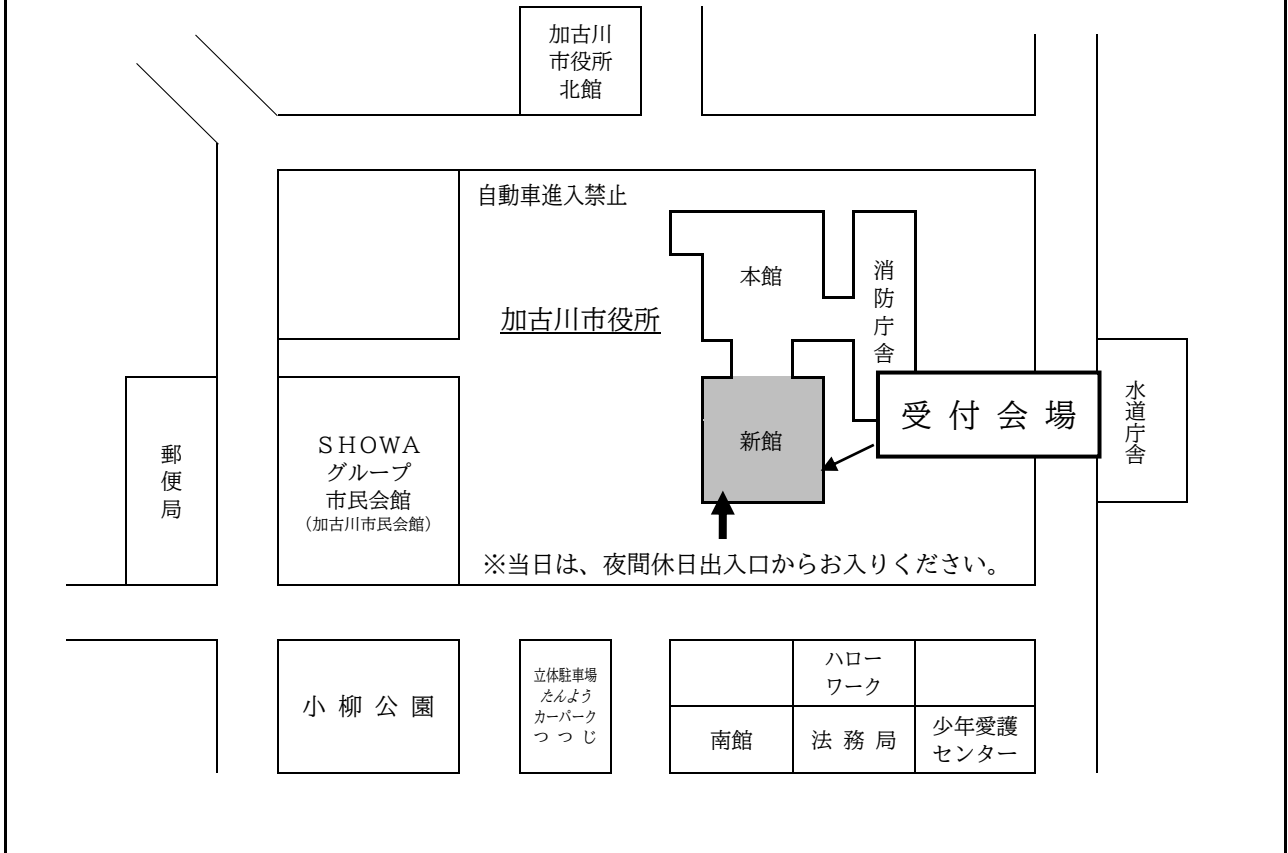 加古川
市役所
北館
自動車進入禁止
本館
消防庁舎
加古川市役所
受付会場
水道庁舎
新館
郵便局
SHOWA
グループ
市民会館
（加古川市民会館）
※当日は、夜間休日出入口からお入りください。
小柳公園
立体駐車場
たんよう
カーパーク
つつじ
ハロー
ワーク
南館
法務局
少年愛護
センター